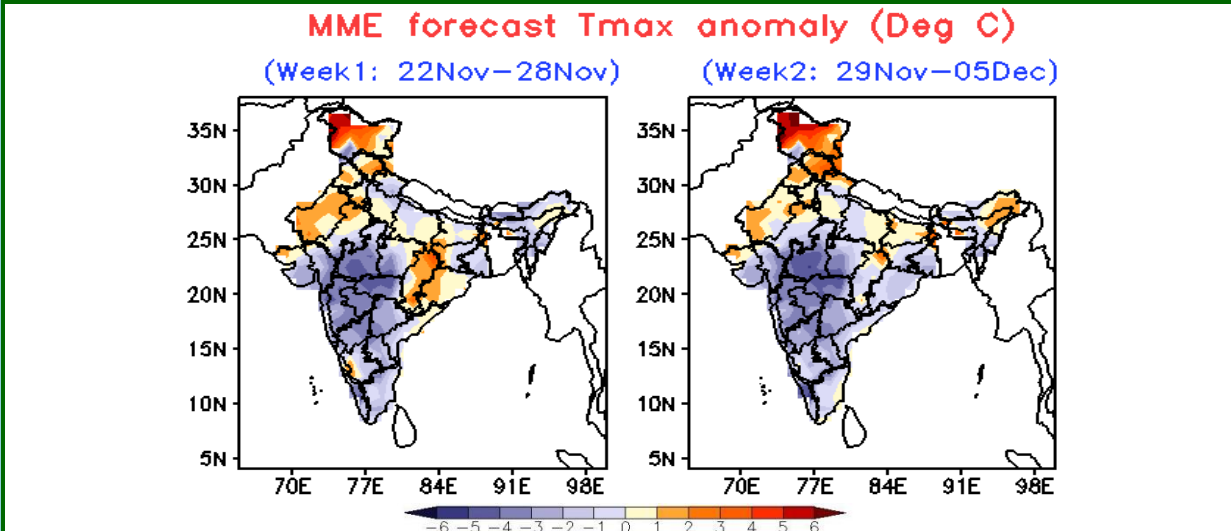 MME forecast Tmax anomaly (Deg C)
(Week1: 22Nov-28Nov)
(Week2: 29Nov-05Dec)
35N
30N
25N
20N
15N
10N
5N
70E 77E 84E 91E 98E
35N
30N
25N
20N
15N
10N
5N
70E 77E 84E 91E 98E
-6 -5 -4 -3 -2 -1 0 1 2 3 4 5 6